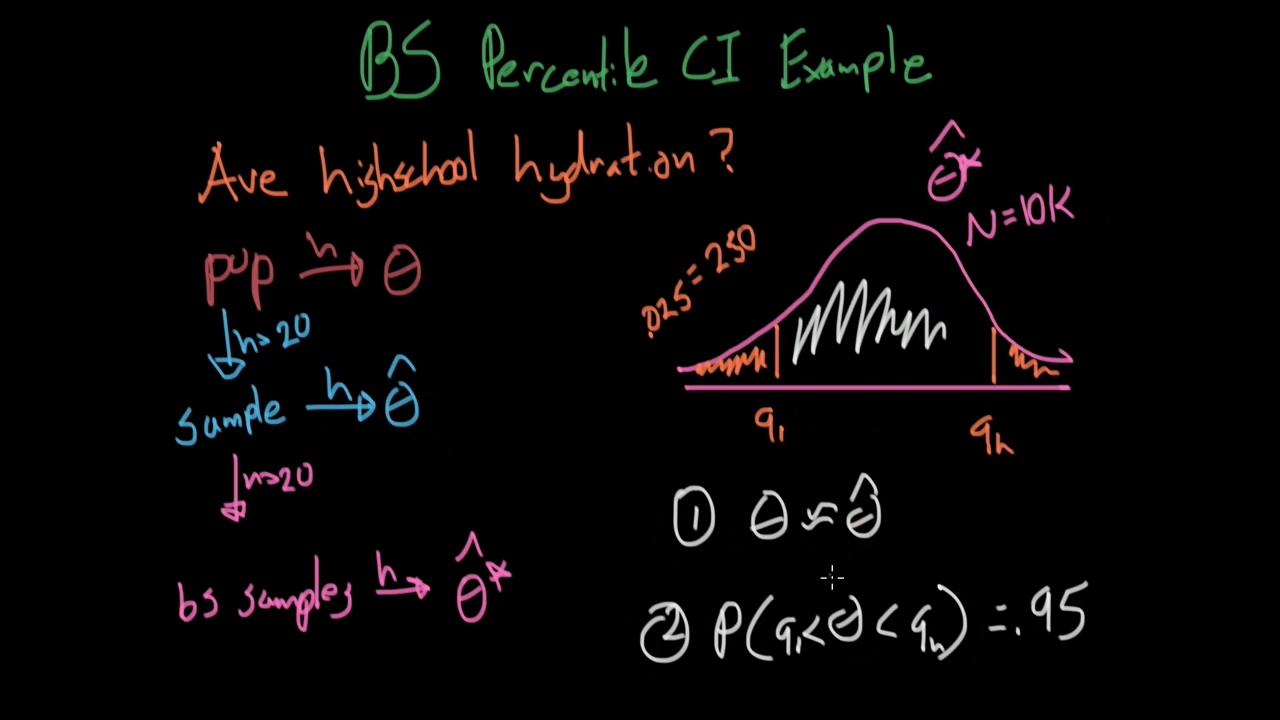 BS Percentile CI Example
Ave highschool hydration?
pop h→ θ
↓ n=20
sample h→ θ̂
↓ n=20
bs samples h→ θ̂*
θ̂*
N=10K
.025=250
q₁ qₕ
① θ ≈ θ̂
② P(q₁<θ<qₕ)=.95